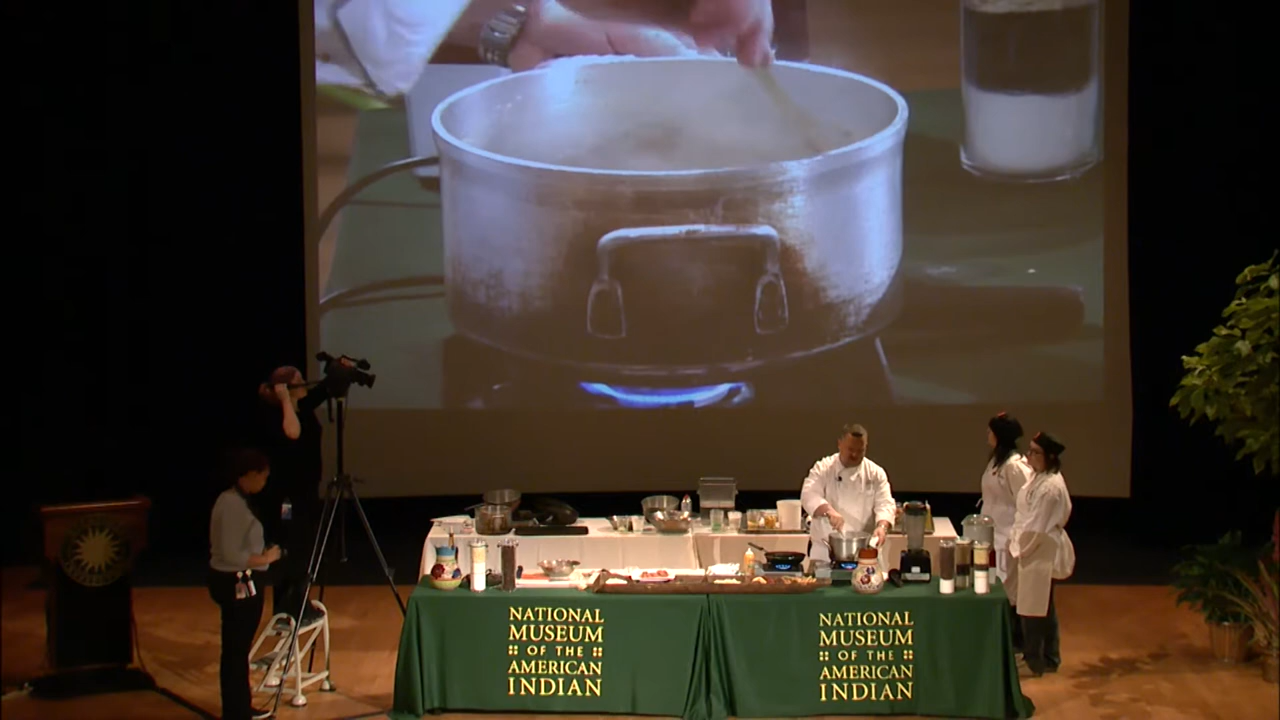 NATIONAL
MUSEUM
OF THE
AMERICAN
INDIAN
NATIONAL
MUSEUM
OF THE
AMERICAN
INDIAN